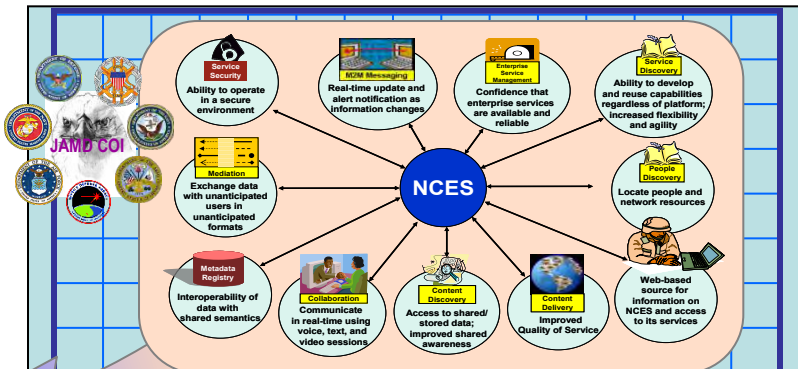 Service
Security
Ability to operate
in a secure
environment
M2M Messaging
Real-time update and
alert notification as
information changes
Enterprise
Service
Management
Confidence that
enterprise services
are available and
reliable
Service
Discovery
Ability to develop
and reuse capabilities
regardless of platform;
increased flexibility
and agility
JAMD COI
Mediation
Exchange data
with unanticipated
users in
unanticipated
formats
NCES
People
Discovery
Locate people and
network resources
Metadata
Registry
Interoperability of
data with
shared semantics
Collaboration
Communicate
in real-time using
voice, text, and
video sessions
Content
Discovery
Access to shared/
stored data;
improved shared
awareness
Content
Delivery
Improved
Quality of Service
Web-based
source for
information on
NCES and access
to its services